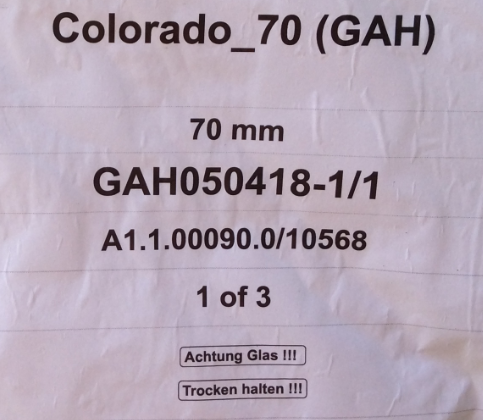 Colorado_70 (GAH)
70 mm
GAH050418-1/1
A1.1.00090.0/10568
1 of 3
Achtung Glas !!!
Trocken halten !!!